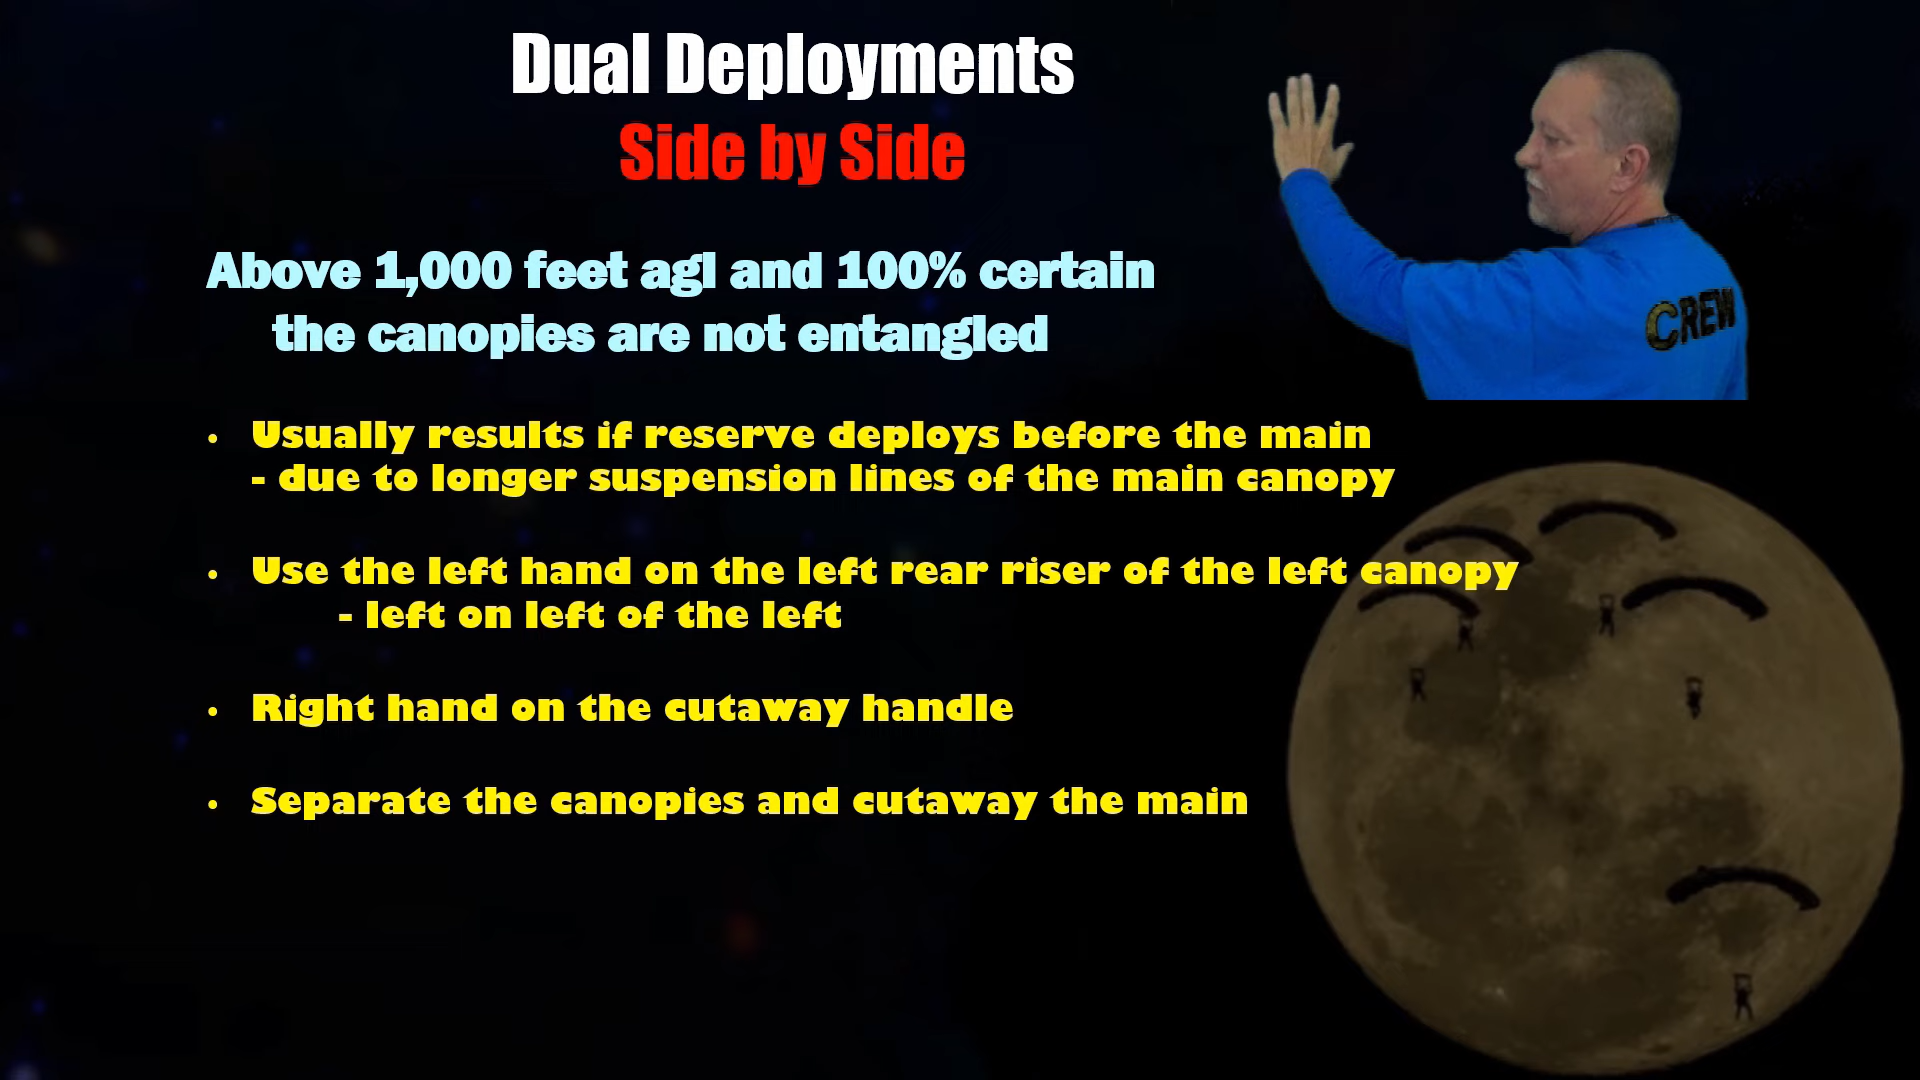 Dual Deployments
Side by Side
Above 1,000 feet agl and 100% certain
the canopies are not entangled
• Usually results if reserve deploys before the main
- due to longer suspension lines of the main canopy
• Use the left hand on the left rear riser of the left canopy
- left on left of the left
• Right hand on the cutaway handle
• Separate the canopies and cutaway the main
CREW